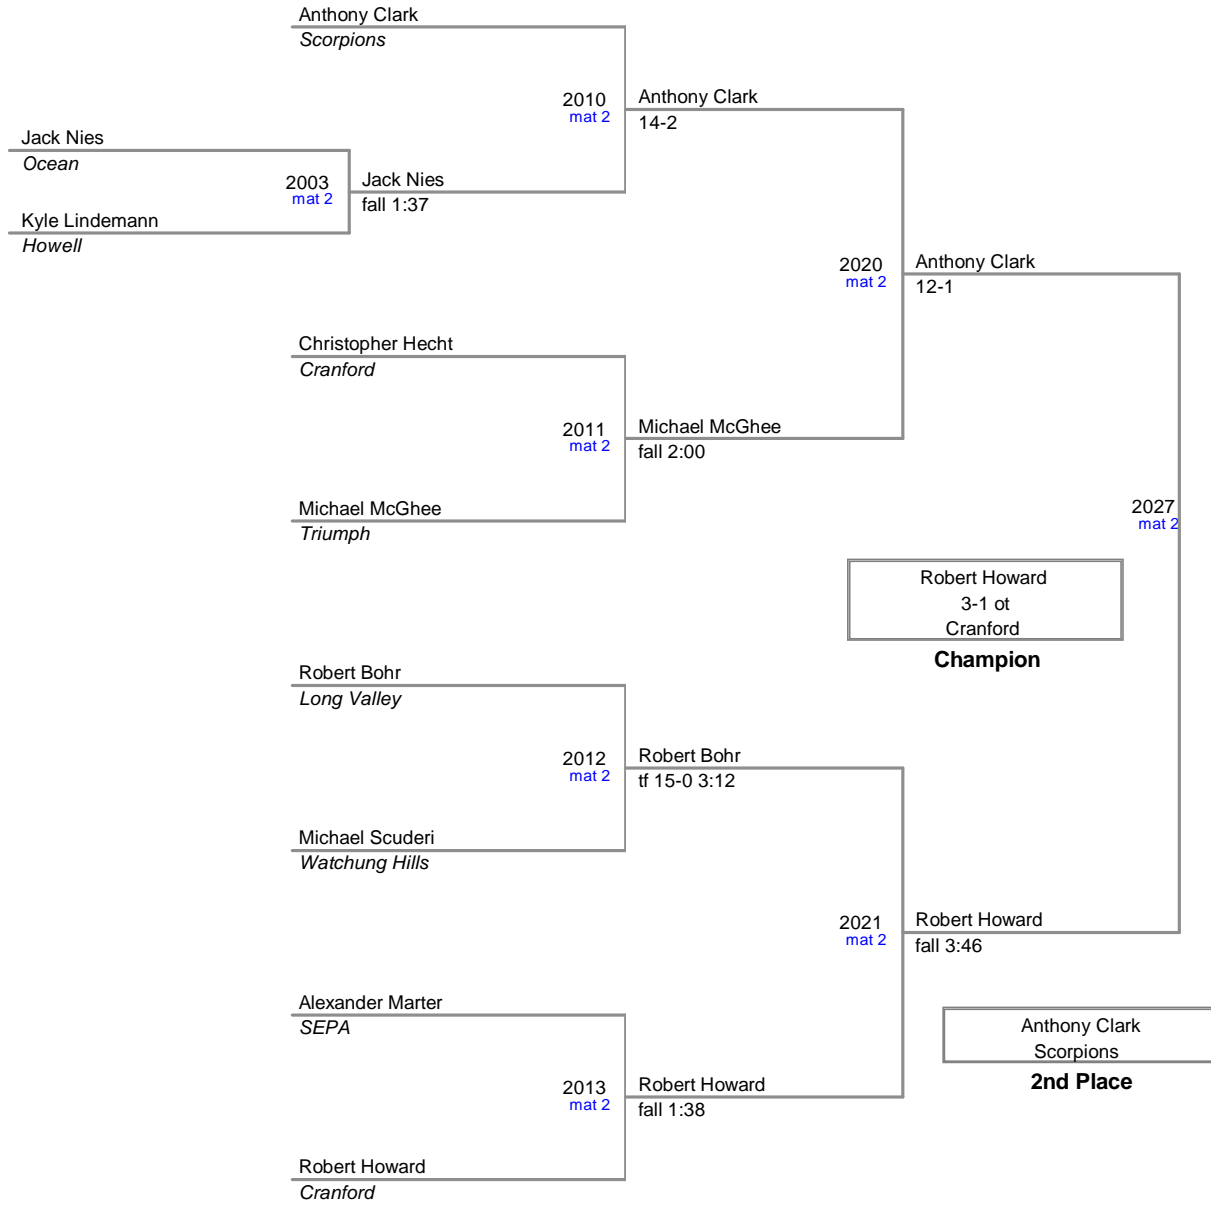 Anthony Clark
Scorpions
2010
mat 2
Anthony Clark
14-2
Jack Nies
Ocean
2003
mat 2
Jack Nies
fall 1:37
Kyle Lindemann
Howell
2020
mat 2
Anthony Clark
12-1
Christopher Hecht
Cranford
2011
mat 2
Michael McGhee
fall 2:00
Michael McGhee
Triumph
2027
mat 2
Robert Howard
3-1 ot
Cranford
Champion
Robert Bohr
Long Valley
2012
mat 2
Robert Bohr
tf 15-0 3:12
Michael Scuderi
Watchung Hills
2021
mat 2
Robert Howard
fall 3:46
Alexander Marter
SEPA
Anthony Clark
Scorpions
2nd Place
2013
mat 2
Robert Howard
fall 1:38
Robert Howard
Cranford